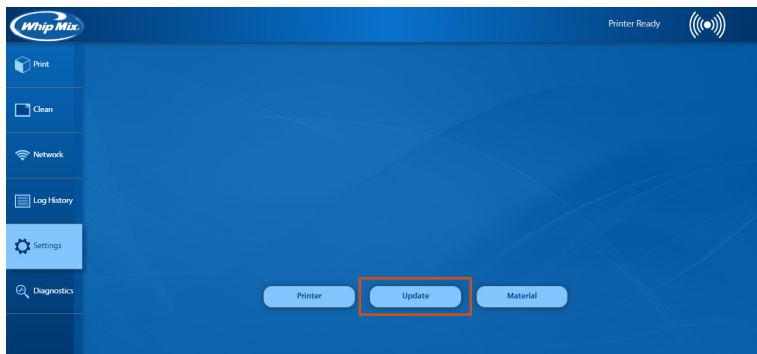 Whip Mix.
Printer Ready
Print
Clean
Network
Log History
Settings
Diagnostics
Printer
Update
Material